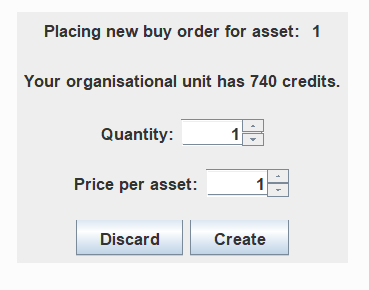 Placing new buy order for asset: 1
Your organisational unit has 740 credits.
Quantity: 1
Price per asset: 1
Discard Create